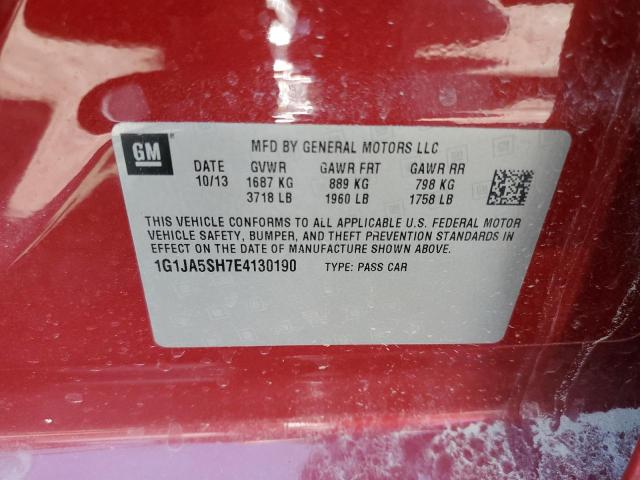 GM
MFD BY GENERAL MOTORS LLC
DATE GVWR GAWR FRT GAWR RR
10/13 1687 KG 889 KG 798 KG
3718 LB 1960 LB 1758 LB
THIS VEHICLE CONFORMS TO ALL APPLICABLE U.S. FEDERAL MOTOR
VEHICLE SAFETY, BUMPER, AND THEFT PREVENTION STANDARDS IN
EFFECT ON THE DATE OF MANUFACTURE SHOWN ABOVE.
1G1JA5SH7E4130190 TYPE: PASS CAR